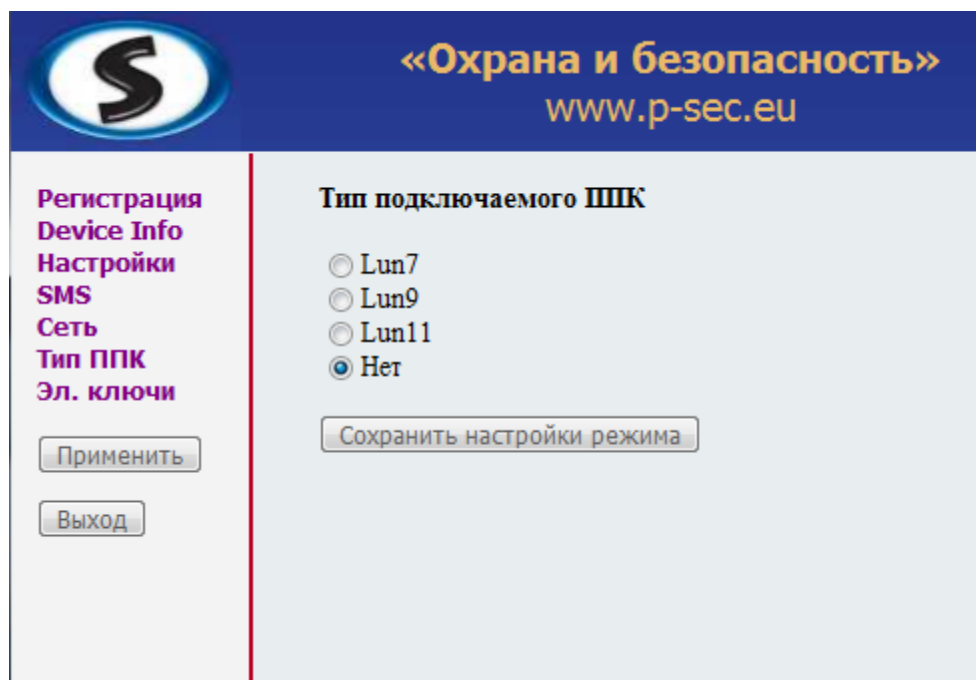 «Охрана и безопасность»
www.p-sec.eu
Регистрация
Device Info
Настройки
SMS
Сеть
Тип ППК
Эл. ключи
Применить
Выход
Тип подключаемого ППК
Lun7
Lun9
Lun11
Нет
Сохранить настройки режима